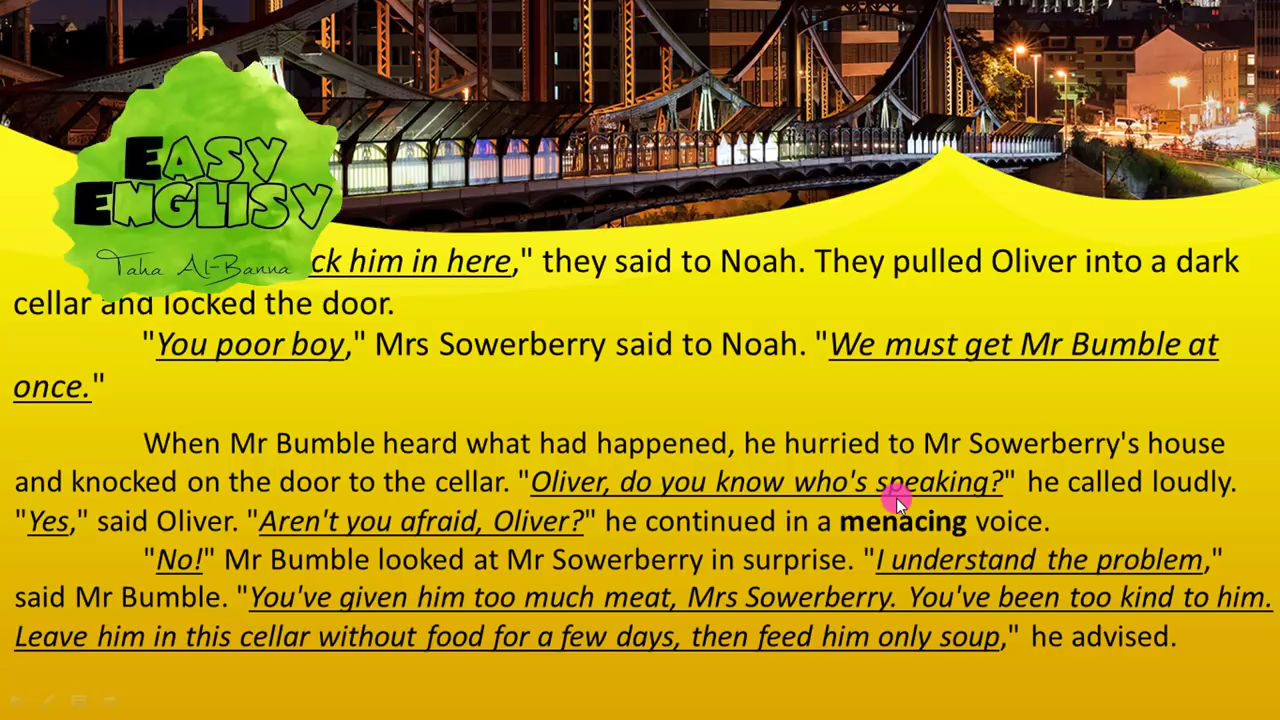 EASY
ENGLISY
Taha Al-Banna
ck him in here," they said to Noah. They pulled Oliver into a dark
cellar and locked the door.
"You poor boy," Mrs Sowerberry said to Noah. "We must get Mr Bumble at
once."
When Mr Bumble heard what had happened, he hurried to Mr Sowerberry's house
and knocked on the door to the cellar. "Oliver, do you know who's speaking?" he called loudly.
"Yes," said Oliver. "Aren't you afraid, Oliver?" he continued in a menacing voice.
"No!" Mr Bumble looked at Mr Sowerberry in surprise. "I understand the problem,"
said Mr Bumble. "You've given him too much meat, Mrs Sowerberry. You've been too kind to him.
Leave him in this cellar without food for a few days, then feed him only soup," he advised.